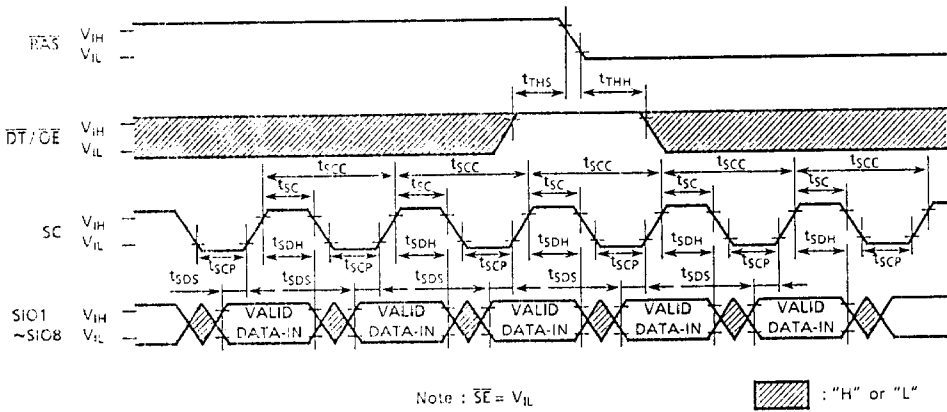 RAS VIH
VIL
tTHS tTHH
DT/OE VIH
VIL
tSCC tSCC tSCC tSCC tSCC
tSC tSC tSC tSC tSC
SC VIH
VIL
tSDH tSDH tSDH tSDH tSDH
tSCP tSCP tSCP tSCP tSCP tSCP
tSDS tSDS tSDS tSDS tSDS
SIO1 ~SIO8 VIH
VIL
VALID DATA-IN VALID DATA-IN VALID DATA-IN VALID DATA-IN VALID DATA-IN
Note : SE = VIL
: "H" or "L"